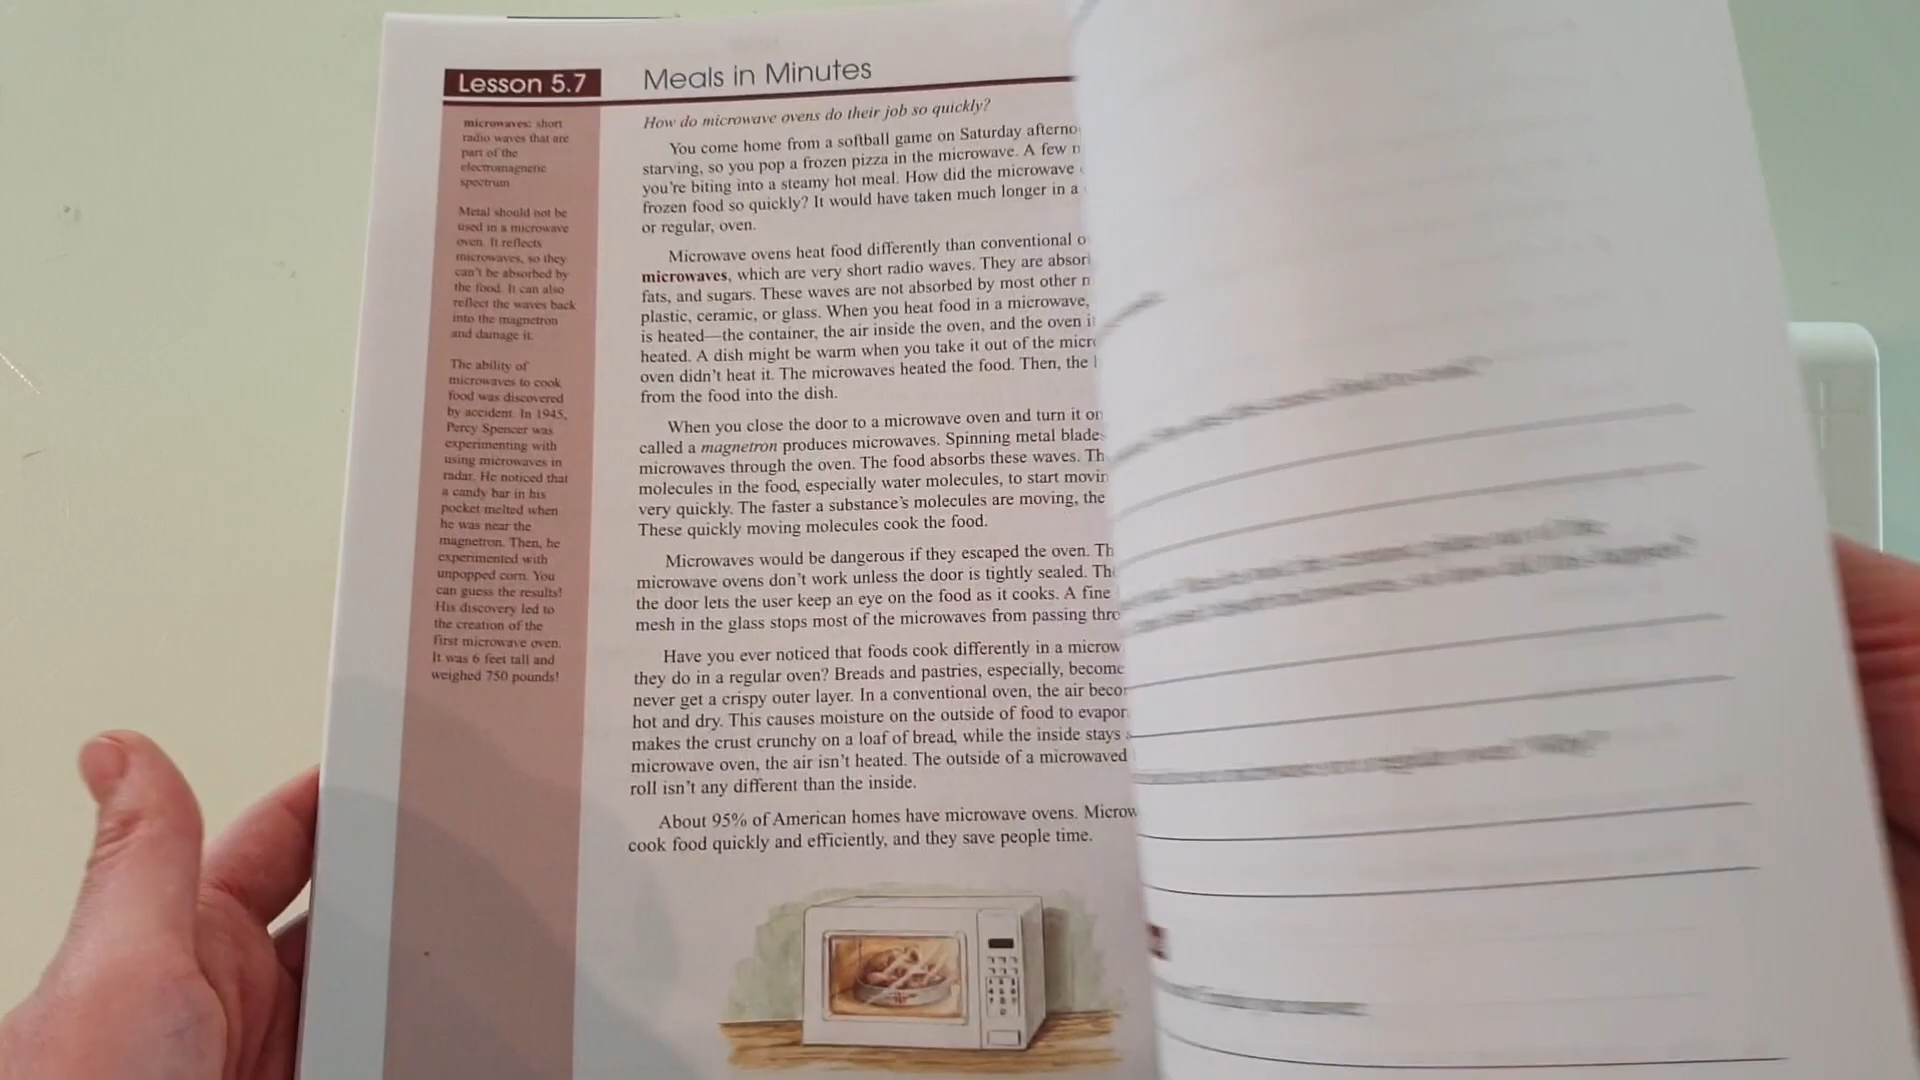 Lesson 5.7
Meals in Minutes
microwaves: short
radio waves that are
part of the
electromagnetic
spectrum
Metal should not be
used in a microwave
oven. It reflects
microwaves, so they
can't be absorbed by
the food. It can also
reflect the waves back
into the magnetron
and damage it.
The ability of
microwaves to cook
food was discovered
by accident. In 1945,
Percy Spencer was
experimenting with
using microwaves in
radar. He noticed that
a candy bar in his
pocket melted when
he was near the
magnetron. Then, he
experimented with
unpopped corn. You
can guess the results!
His discovery led to
the creation of the
first microwave oven.
It was 6 feet tall and
weighed 750 pounds!
How do microwave ovens do their job so quickly?
You come home from a softball game on Saturday afterno
starving, so you pop a frozen pizza in the microwave. A few
you're biting into a steamy hot meal. How did the microwave
frozen food so quickly? It would have taken much longer in a
or regular, oven.
Microwave ovens heat food differently than conventional o
microwaves, which are very short radio waves. They are absor
fats, and sugars. These waves are not absorbed by most other
plastic, ceramic, or glass. When you heat food in a microwave,
is heated—the container, the air inside the oven, and the oven
heated. A dish might be warm when you take it out of the micro
oven didn't heat it. The microwaves heated the food. Then, the
from the food into the dish.
When you close the door to a microwave oven and turn it on
called a magnetron produces microwaves. Spinning metal blades
microwaves through the oven. The food absorbs these waves. Th
molecules in the food, especially water molecules, to start movin
very quickly. The faster a substance's molecules are moving, the
These quickly moving molecules cook the food.
Microwaves would be dangerous if they escaped the oven. Th
microwave ovens don't work unless the door is tightly sealed. Th
the door lets the user keep an eye on the food as it cooks. A fine
mesh in the glass stops most of the microwaves from passing thro
Have you ever noticed that foods cook differently in a microw
they do in a regular oven? Breads and pastries, especially, become
never get a crispy outer layer. In a conventional oven, the air beco
hot and dry. This causes moisture on the outside of food to evapor
makes the crust crunchy on a loaf of bread, while the inside stays
microwave oven, the air isn't heated. The outside of a microwaved
roll isn't any different than the inside.
About 95% of American homes have microwave ovens. Microw
cook food quickly and efficiently, and they save people time.